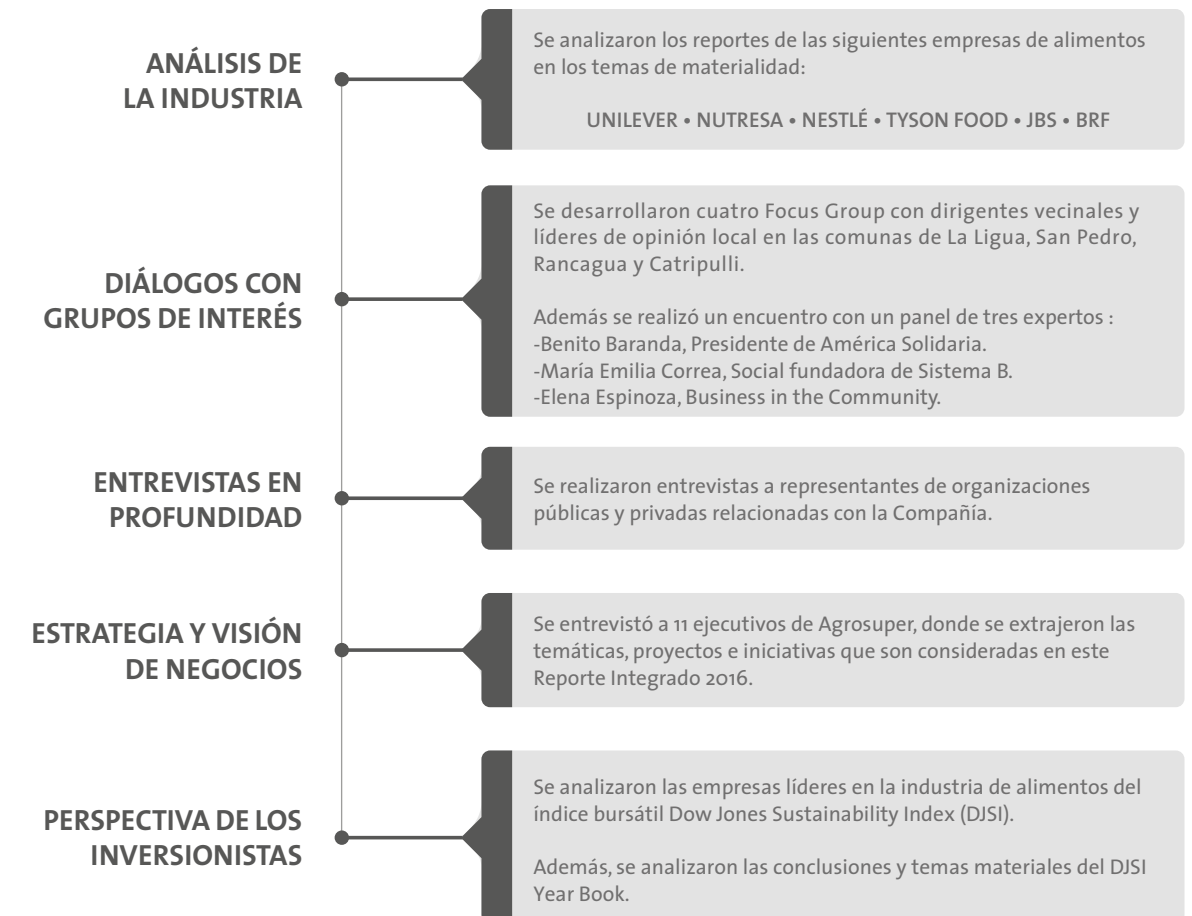 ANÁLISIS DE
LA INDUSTRIA
Se analizaron los reportes de las siguientes empresas de alimentos
en los temas de materialidad:
UNILEVER • NUTRESA • NESTLÉ • TYSON FOOD • JBS • BRF
DIÁLOGOS CON
GRUPOS DE INTERÉS
Se desarrollaron cuatro Focus Group con dirigentes vecinales y
líderes de opinión local en las comunas de La Ligua, San Pedro,
Rancagua y Catripulli.
Además se realizó un encuentro con un panel de tres expertos :
-Benito Baranda, Presidente de América Solidaria.
-María Emilia Correa, Social fundadora de Sistema B.
-Elena Espinoza, Business in the Community.
ENTREVISTAS EN
PROFUNDIDAD
Se realizaron entrevistas a representantes de organizaciones
públicas y privadas relacionadas con la Compañía.
ESTRATEGIA Y VISIÓN
DE NEGOCIOS
Se entrevistó a 11 ejecutivos de Agrosuper, donde se extrajeron las
temáticas, proyectos e iniciativas que son consideradas en este
Reporte Integrado 2016.
PERSPECTIVA DE LOS
INVERSIONISTAS
Se analizaron las empresas líderes en la industria de alimentos del
índice bursátil Dow Jones Sustainability Index (DJSI).
Además, se analizaron las conclusiones y temas materiales del DJSI
Year Book.